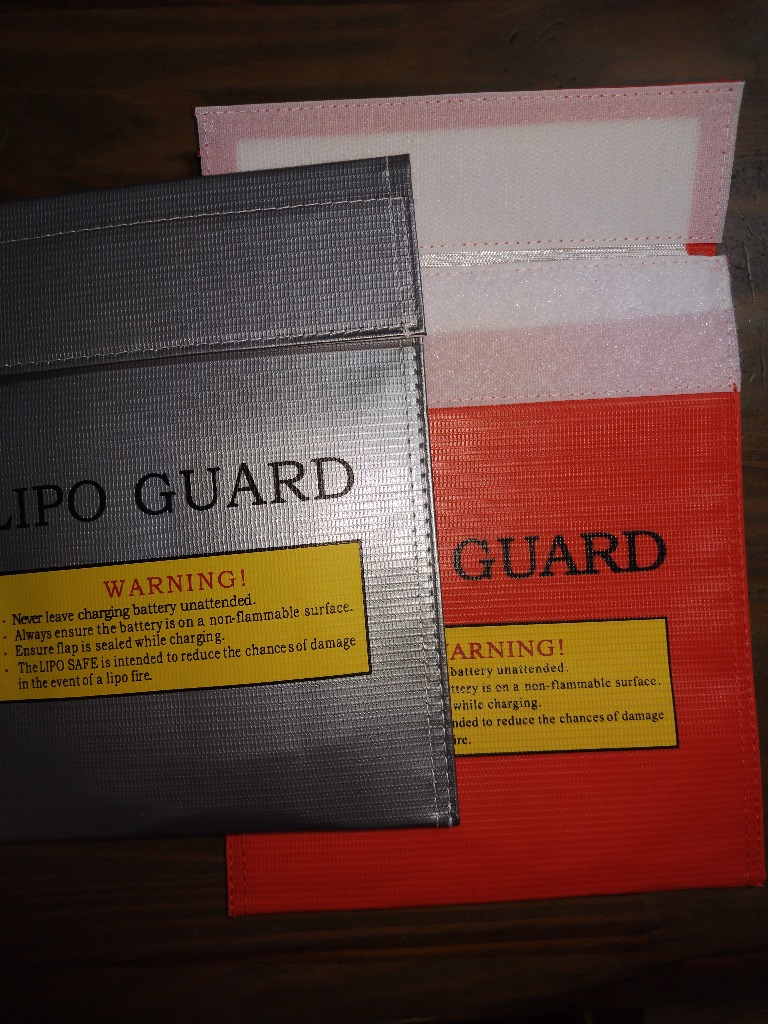 LIPO GUARD
WARNING!
- Never leave charging battery unattended.
- Always ensure the battery is on a non-flammable surface.
- Ensure flap is sealed while charging.
- The LIPO SAFE is intended to reduce the chances of damage
in the event of a lipo fire.
GUARD
ARNING!
battery unattended.
ttery is on a non-flammable surface.
while charging.
nded to reduce the chances of damage
ire.